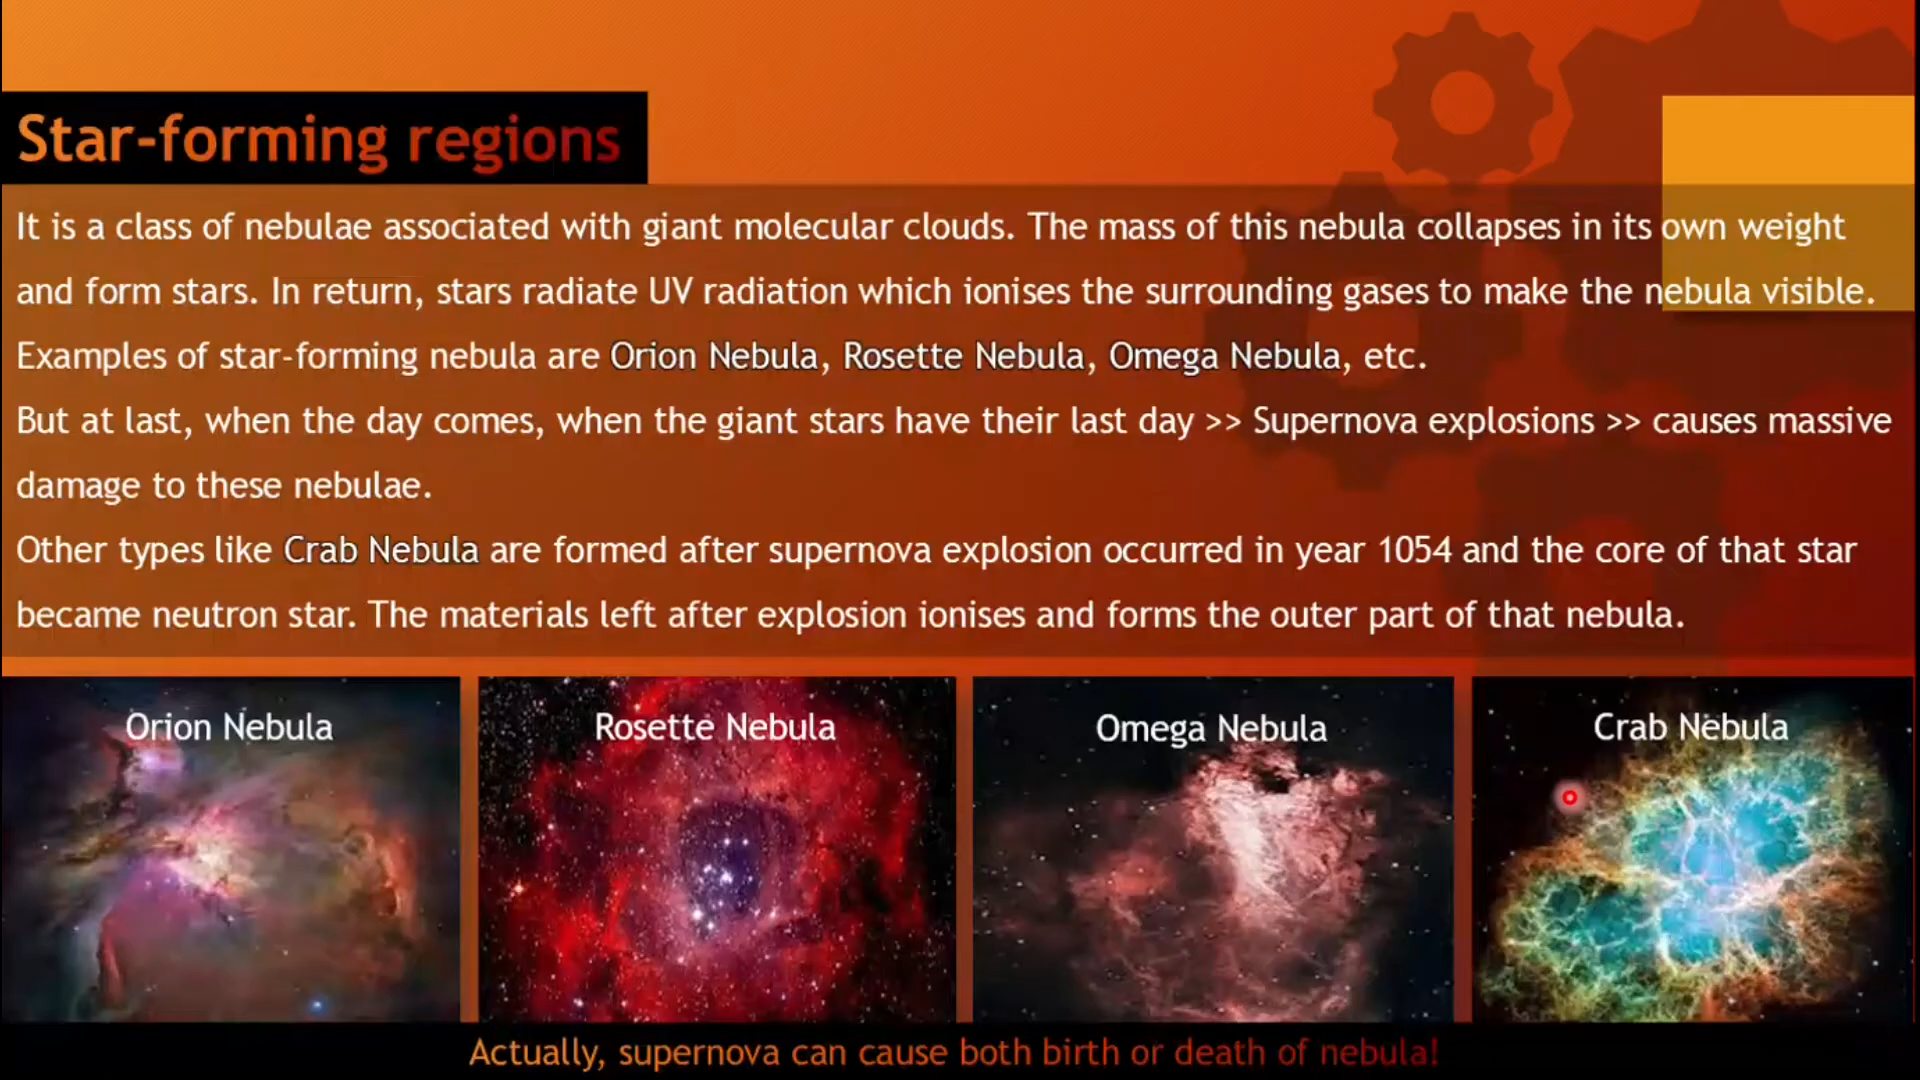 Star-forming regions
It is a class of nebulae associated with giant molecular clouds. The mass of this nebula collapses in its own weight
and form stars. In return, stars radiate UV radiation which ionises the surrounding gases to make the nebula visible.
Examples of star-forming nebula are Orion Nebula, Rosette Nebula, Omega Nebula, etc.
But at last, when the day comes, when the giant stars have their last day >> Supernova explosions >> causes massive
damage to these nebulae.
Other types like Crab Nebula are formed after supernova explosion occurred in year 1054 and the core of that star
became neutron star. The materials left after explosion ionises and forms the outer part of that nebula.
Orion Nebula
Rosette Nebula
Omega Nebula
Crab Nebula
Actually, supernova can cause both birth or death of nebula!